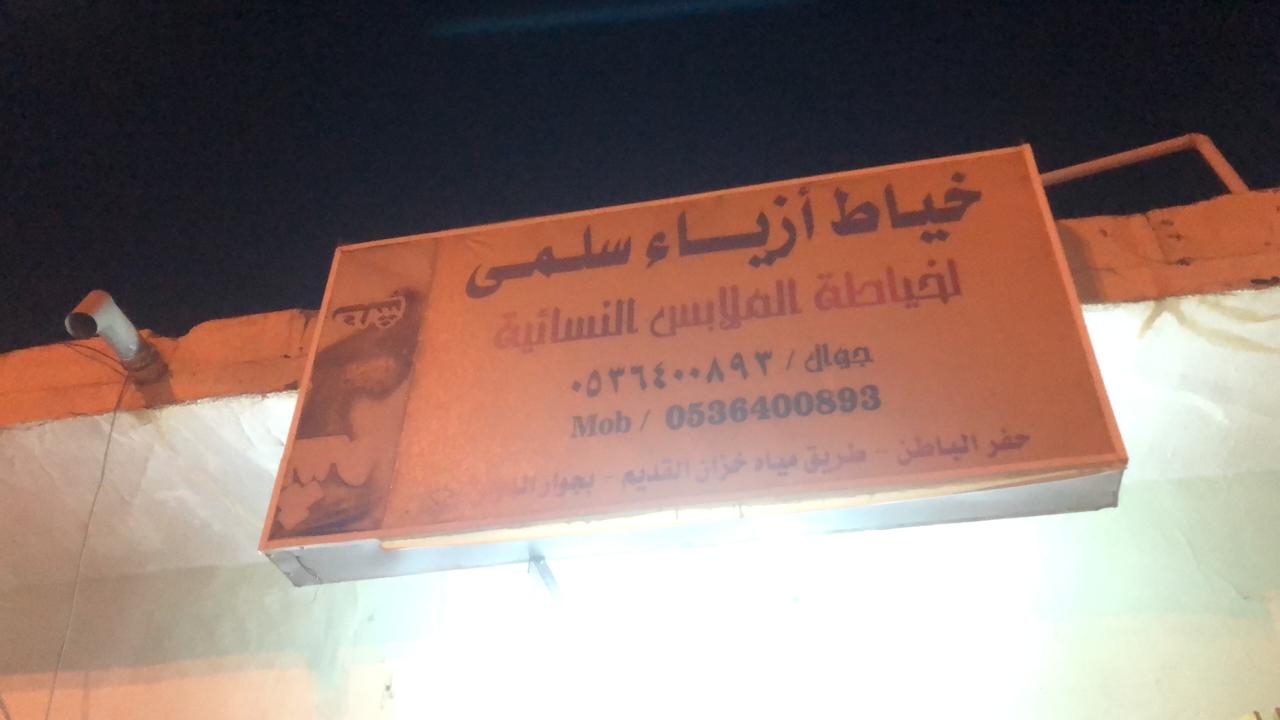 خياط أزياء سلمى
لخياطة الملابس النسائية
جوال / ٠٥٣٦٤٠٠٨٩٣
Mob / 0536400893
حفر الباطن - طريق مياه خزان القديم - بجوار